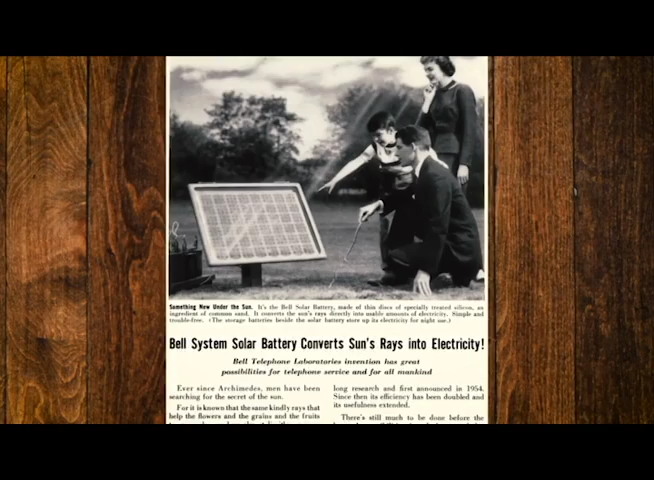 Something New Under the Sun. It's the Bell Solar Battery, made of thin discs of specially treated silicon, an
ingredient of common sand. It converts the sun's rays directly into usable amounts of electricity. Simple and
trouble-free. (The storage batteries beside the solar battery store up its electricity for night use.)
Bell System Solar Battery Converts Sun's Rays into Electricity!
Bell Telephone Laboratories invention has great
possibilities for telephone service and for all mankind
Ever since Archimedes, men have been
searching for the secret of the sun.
For it is known that the same kindly rays that
help the flowers and the grains and the fruits
long research and first announced in 1954.
Since then its efficiency has been doubled and
its usefulness extended.
There's still much to be done before the